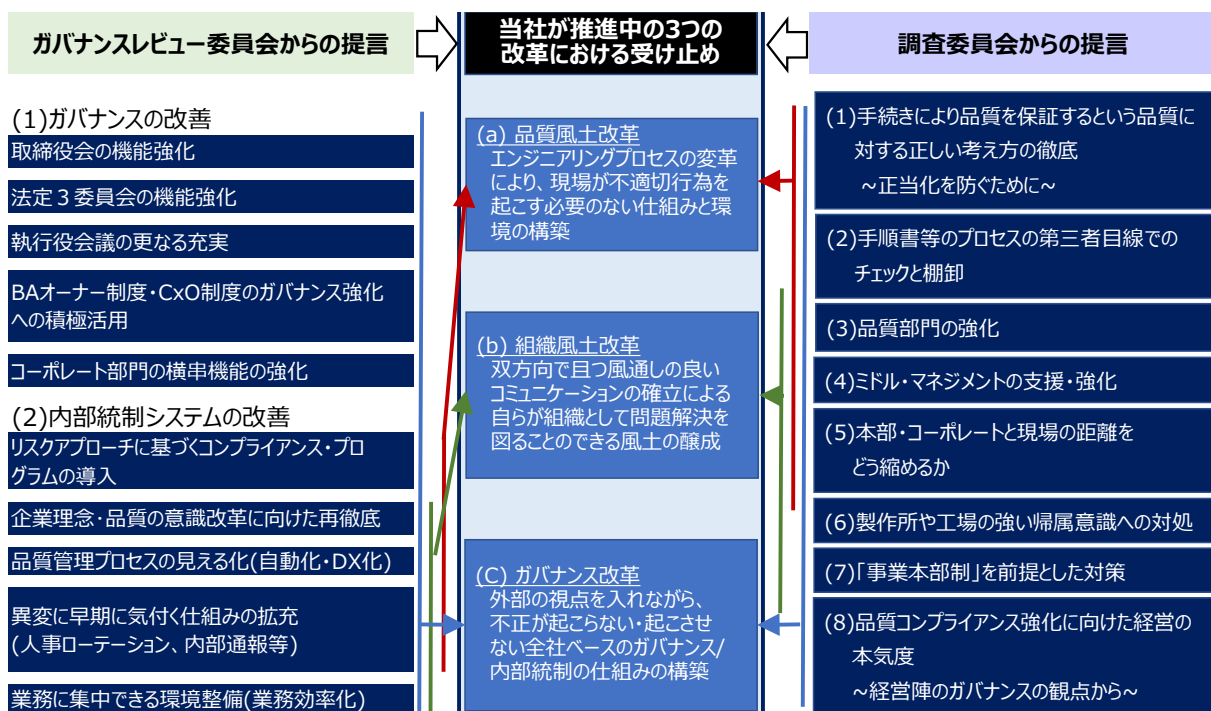 ガバナンスレビュー委員会からの提言
(1)ガバナンスの改善
取締役会の機能強化
法定３委員会の機能強化
執行役会議の更なる充実
BAオーナー制度・CxO制度のガバナンス強化
への積極活用
コーポレート部門の横串機能の強化
(2)内部統制システムの改善
リスクアプローチに基づくコンプライアンス・プロ
グラムの導入
企業理念・品質の意識改革に向けた再徹底
品質管理プロセスの見える化(自動化・DX化)
異変に早期に気付く仕組みの拡充
(人事ローテーション、内部通報等)
業務に集中できる環境整備(業務効率化)
当社が推進中の3つの
改革における受け止め
(a) 品質風土改革
エンジニアリングプロセスの変革
により、現場が不適切行為を
起こす必要のない仕組みと環
境の構築
(b) 組織風土改革
双方向で且つ風通しの良い
コミュニケーションの確立による
自らが組織として問題解決を
図ることのできる風土の醸成
(C) ガバナンス改革
外部の視点を入れながら、
不正が起こらない・起こさせ
ない全社ベースのガバナンス/
内部統制の仕組みの構築
調査委員会からの提言
(1)手続きにより品質を保証するという品質に
対する正しい考え方の徹底
~正当化を防ぐために~
(2)手順書等のプロセスの第三者目線での
チェックと棚卸
(3)品質部門の強化
(4)ミドル・マネジメントの支援・強化
(5)本部・コーポレートと現場の距離を
どう縮めるか
(6)製作所や工場の強い帰属意識への対処
(7)｢事業本部制｣を前提とした対策
(8)品質コンプライアンス強化に向けた経営の
本気度
~経営陣のガバナンスの観点から~